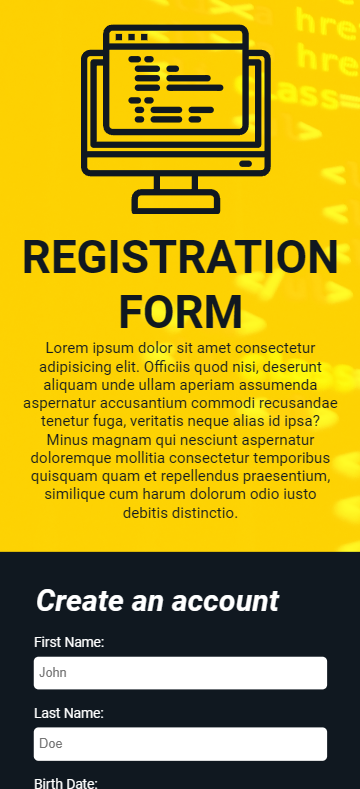 href
href
class=
REGISTRATION
FORM
Lorem ipsum dolor sit amet consectetur
adipisicing elit. Officiis quod nisi, deserunt
aliquam unde ullam aperiam assumenda
aspernatur accusantium commodi recusandae
tenetur fuga, veritatis neque alias id ipsa?
Minus magnam qui nesciunt aspernatur
doloremque mollitia consectetur temporibus
quisquam quam et repellendus praesentium,
similique cum harum dolorum odio iusto
debitis distinctio.
Create an account
First Name:
John
Last Name:
Doe
Birth Date: